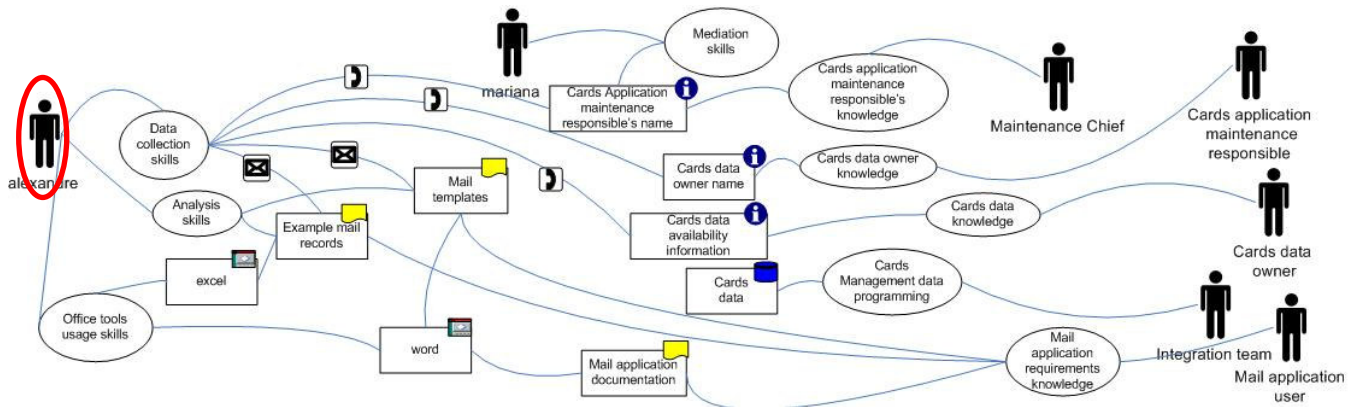 alexandre
Data
collection
skills
Analysis
skills
Office tools
usage skills
excel
Example mail
records
Mail
templates
word
Mail application
documentation
mariana
Mediation
skills
Cards Application
maintenance
responsible's name
Cards application
maintenance
responsible's
knowledge
Maintenance Chief
Cards application
maintenance
responsible
Cards data
owner name
Cards data owner
knowledge
Cards data
availability
information
Cards data
knowledge
Cards data
owner
Cards
data
Cards
Management data
programming
Integration team
Mail
application
requirements
knowledge
Mail application
user